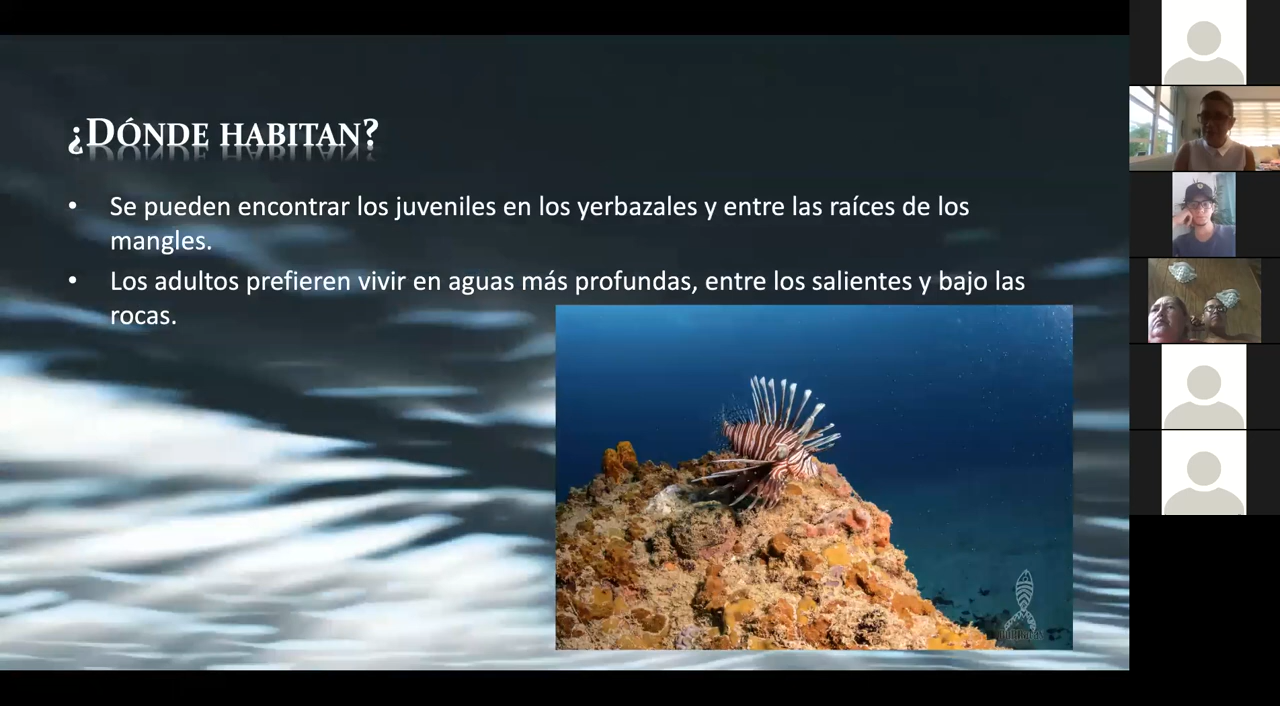 ¿DÓNDE HABITAN?
• Se pueden encontrar los juveniles en los yerbazales y entre las raíces de los
mangles.
• Los adultos prefieren vivir en aguas más profundas, entre los salientes y bajo las
rocas.